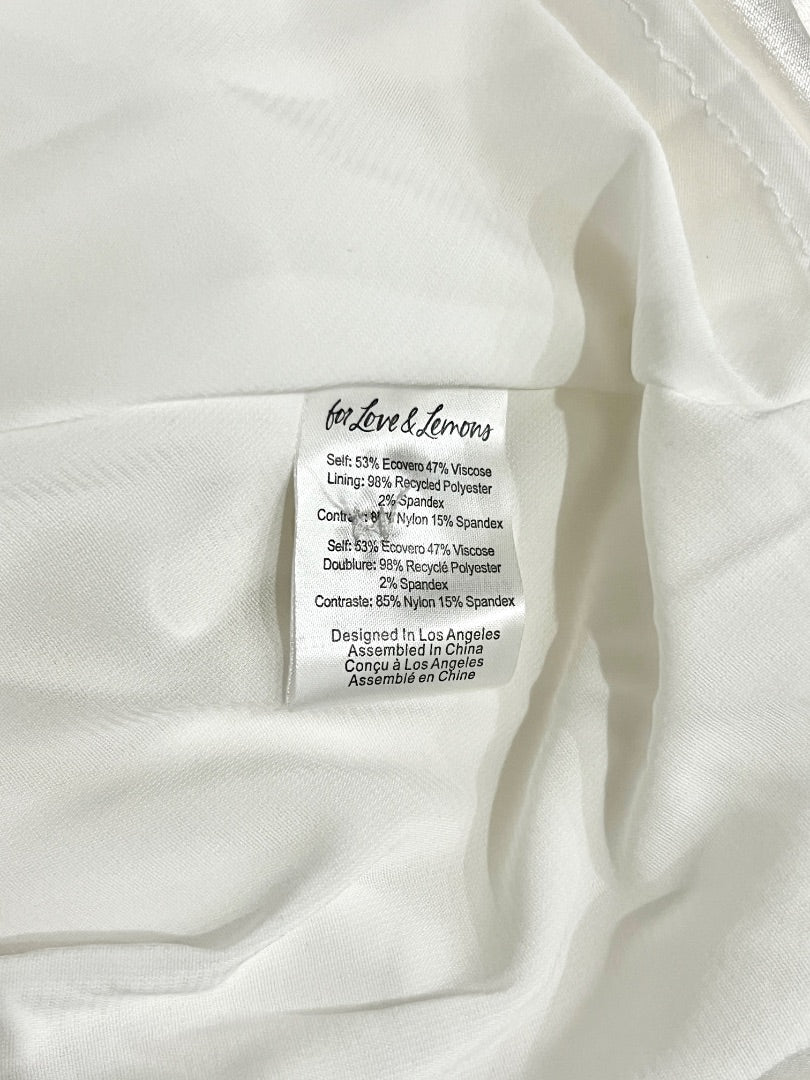 for Love & Lemons
Self: 53% Ecovero 47% Viscose
Lining: 98% Recycled Polyester
2% Spandex
Nylon 15% Spandex
Self: 53% Ecovero 47% Viscose
Doublure: 98% Recyclé Polyester
2% Spandex
Contraste: 85% Nylon 15% Spandex
Designed In Los Angeles
Assembled In China
Conçu à Los Angeles
Assemblé en Chine